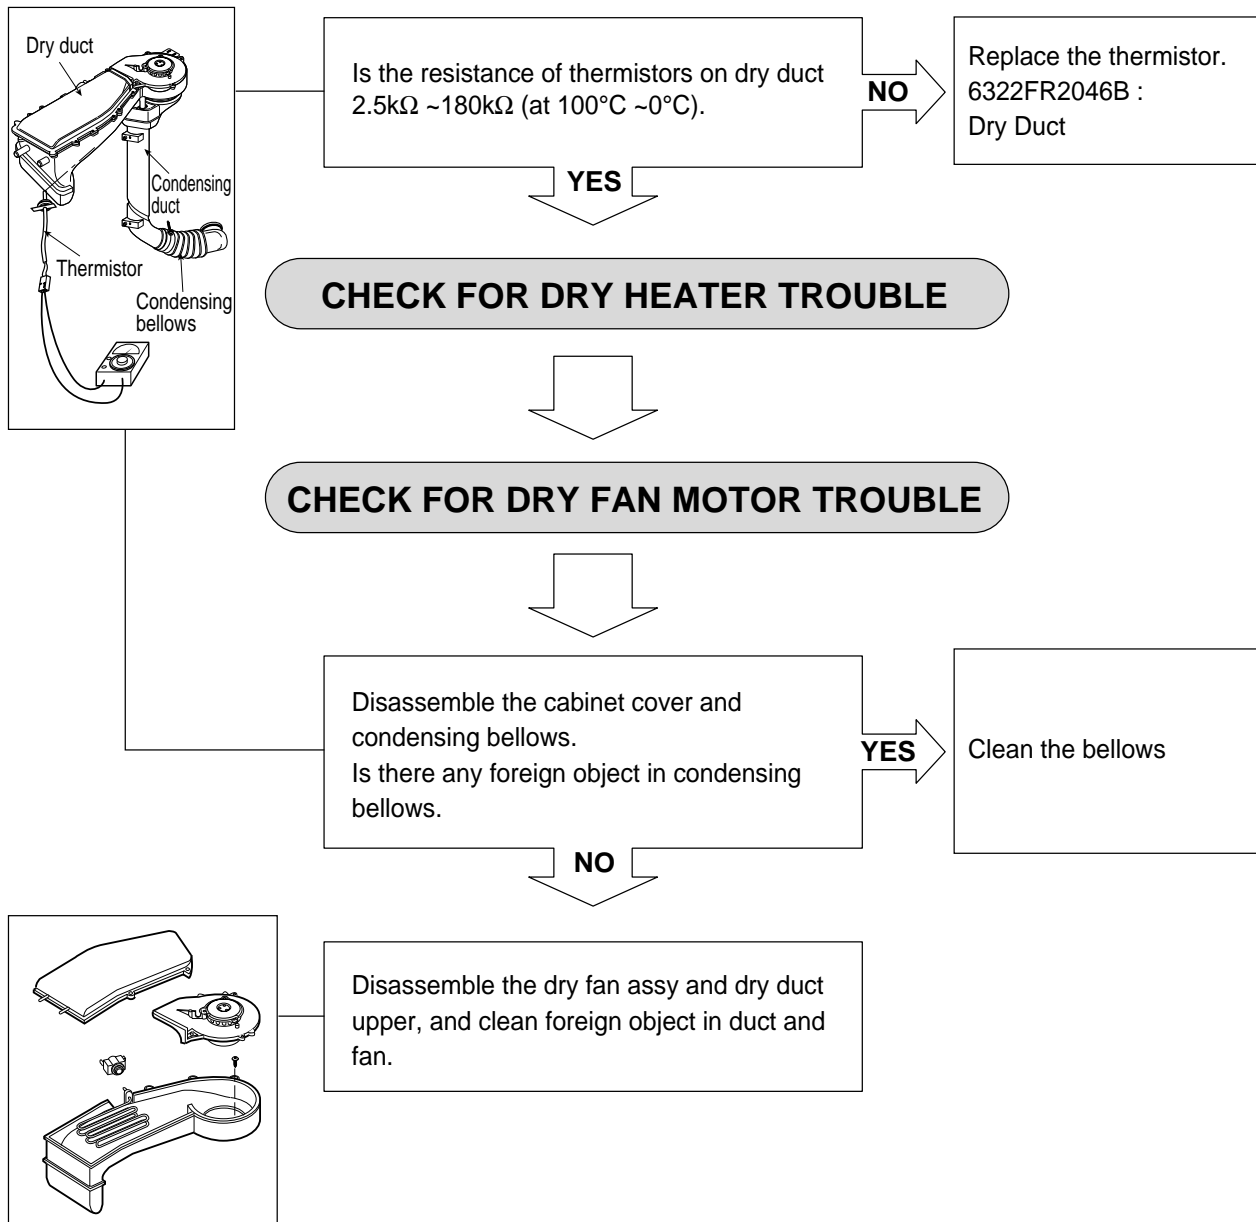 Dry duct
Condensing
duct
Thermistor
Condensing
bellows
Is the resistance of thermistors on dry duct
2.5kΩ ~180kΩ (at 100°C ~0°C).
NO
Replace the thermistor.
6322FR2046B :
Dry Duct
YES
CHECK FOR DRY HEATER TROUBLE
CHECK FOR DRY FAN MOTOR TROUBLE
Disassemble the cabinet cover and
condensing bellows.
Is there any foreign object in condensing
bellows.
YES
Clean the bellows
NO
Disassemble the dry fan assy and dry duct
upper, and clean foreign object in duct and
fan.